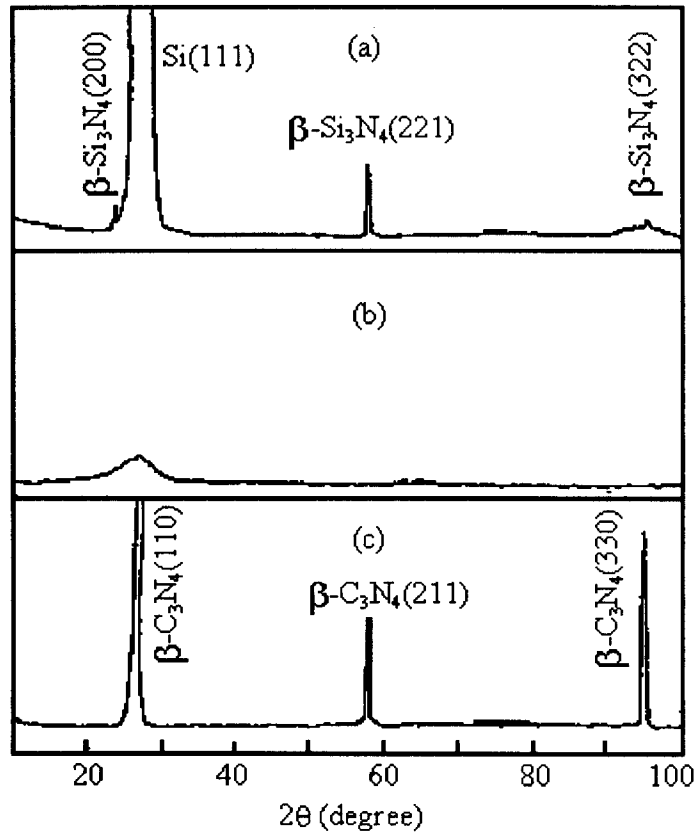 (a)
β-Si₃N₄(200)
Si(111)
β-Si₃N₄(221)
β-Si₃N₄(322)
(b)
(c)
β-C₃N₄(110)
β-C₃N₄(211)
β-C₃N₄(330)
20 40 60 80 100
2θ (degree)